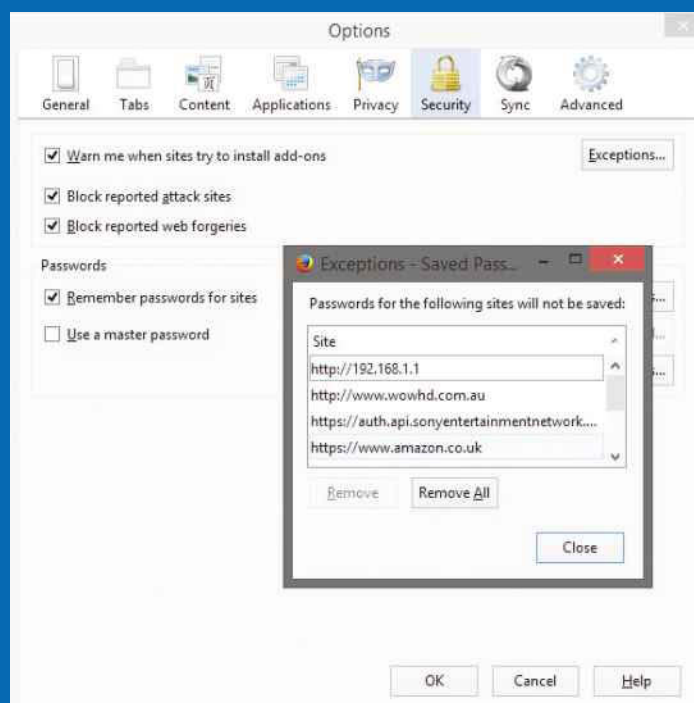 Options
General Tabs Content Applications Privacy Security Sync Advanced
Warn me when sites try to install add-ons
Exceptions...
Block reported attack sites
Block reported web forgeries
Passwords
Remember passwords for sites
Use a master password
Exceptions - Saved Pass...
Passwords for the following sites will not be saved:
Site
http://192.168.1.1
http://www.wowhd.com.au
https://auth.api.sonyentertainmentnetwork....
https://www.amazon.co.uk
Remove Remove All
Close
OK Cancel Help